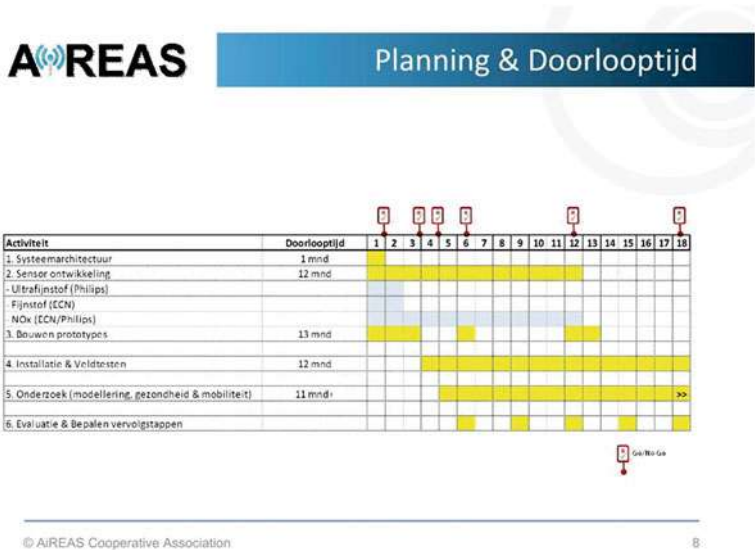 AiREAS
Planning & Doorlooptijd
Activiteit Doorlooptijd 1 2 3 4 5 6 7 8 9 10 11 12 13 14 15 16 17 18
1. Systeemarchitectuur 1 mnd
2. Sensor ontwikkeling 12 mnd
- Ultrafijnstof (Philips)
- Fijnstof (ECN)
- NOx (ECN/Philips)
3. Bouwen prototypes 13 mnd
4. Installatie & Veldtesten 12 mnd
5. Onderzoek (modellering, gezondheid & mobiliteit) 11 mnd+ >>
6. Evaluatie & Bepalen vervolgstappen
Go/No Go
© AiREAS Cooperative Association 8